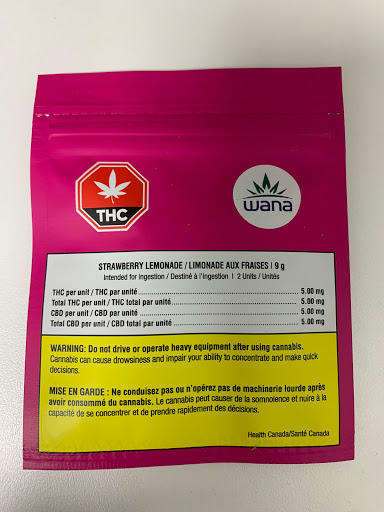 THC
wana
STRAWBERRY LEMONADE / LIMONADE AUX FRAISES I 9 g
Intended for ingestion / Destiné à l'ingestion I 2 Units / Unités
THC per unit / THC par unité 5.00 mg
Total THC per unit / THC total par unité 5.00 mg
CBD per unit / CBD par unité 5.00 mg
Total CBD per unit / CBD total par unité 5.00 mg
WARNING: Do not drive or operate heavy equipment after using cannabis.
Cannabis can cause drowsiness and impair your ability to concentrate and make quick
decisions.
MISE EN GARDE : Ne conduisez pas ou n'opérez pas de machinerie lourde après
avoir consommé du cannabis. Le cannabis peut causer de la somnolence et nuire à la
capacité de se concentrer et de prendre rapidement des décisions.
Health Canada/Santé Canada